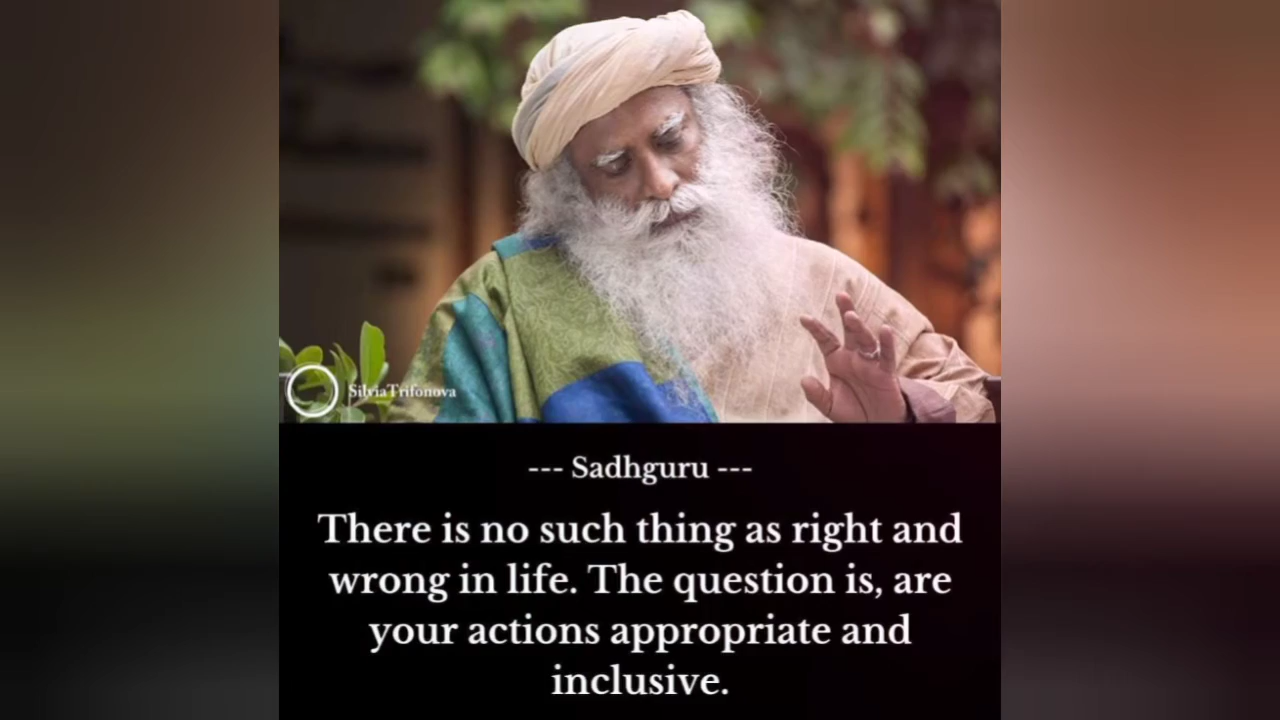 SilviaTrifonova
--- Sadhguru ---
There is no such thing as right and
wrong in life. The question is, are
your actions appropriate and
inclusive.